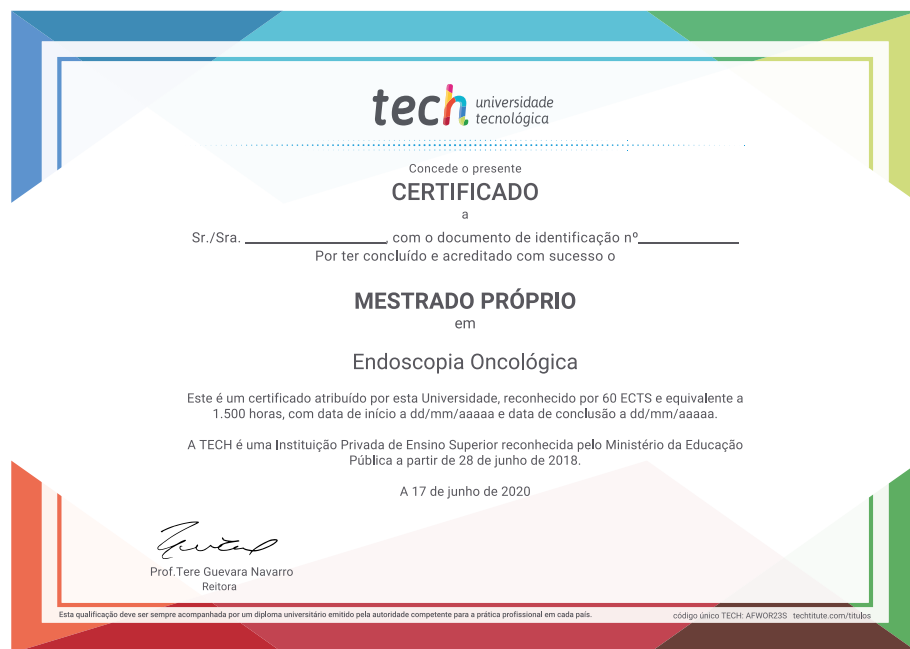 tech universidade
tecnológica
Concede o presente
CERTIFICADO
a
Sr./Sra. ________________, com o documento de identificação nº____________
Por ter concluído e acreditado com sucesso o
MESTRADO PRÓPRIO
em
Endoscopia Oncológica
Este é um certificado atribuído por esta Universidade, reconhecido por 60 ECTS e equivalente a
1.500 horas, com data de início a dd/mm/aaaaa e data de conclusão a dd/mm/aaaaa.
A TECH é uma Instituição Privada de Ensino Superior reconhecida pelo Ministério da Educação
Pública a partir de 28 de junho de 2018.
A 17 de junho de 2020
Prof.Tere Guevara Navarro
Reitora
Esta qualificação deve ser sempre acompanhada por um diploma universitário emitido pela autoridade competente para a prática profissional em cada país.
código único TECH: AFWOR23S techtitute.com/titulos